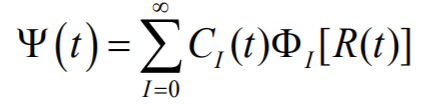 Ψ(t) = ∑_{I=0}^{∞} C_I(t)Φ_I[R(t)]